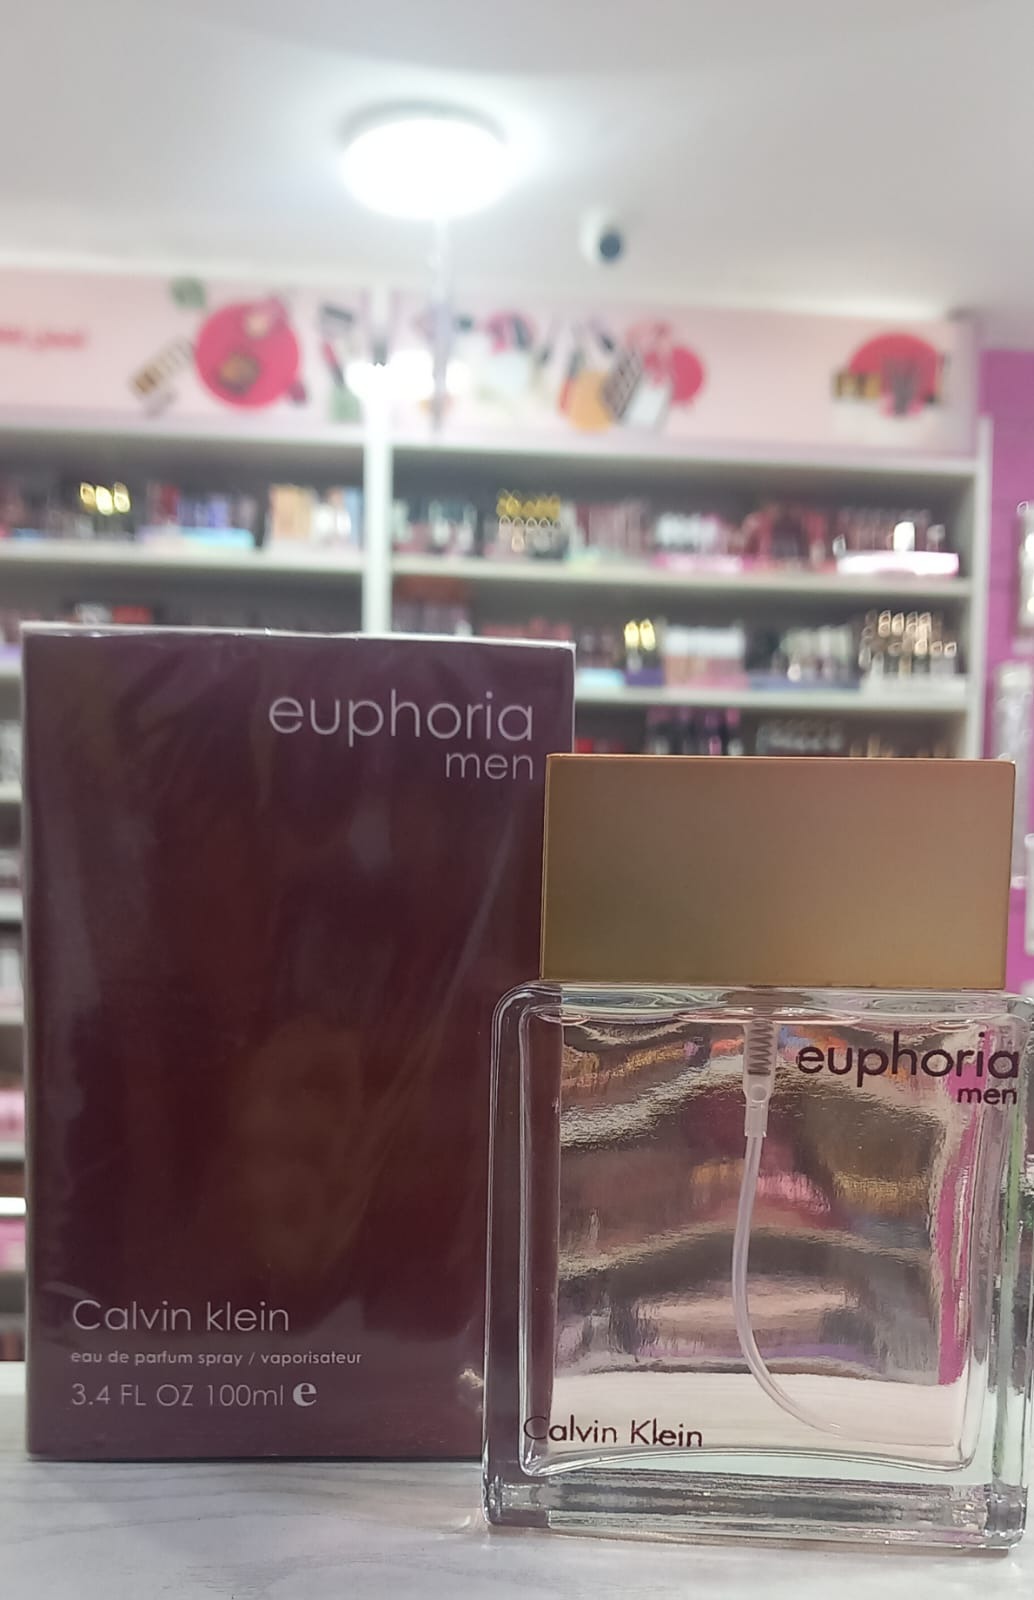 euphoria
men
Calvin klein
eau de parfum spray / vaporisateur
3.4 FL OZ 100ml e
euphoria
men
Calvin Klein